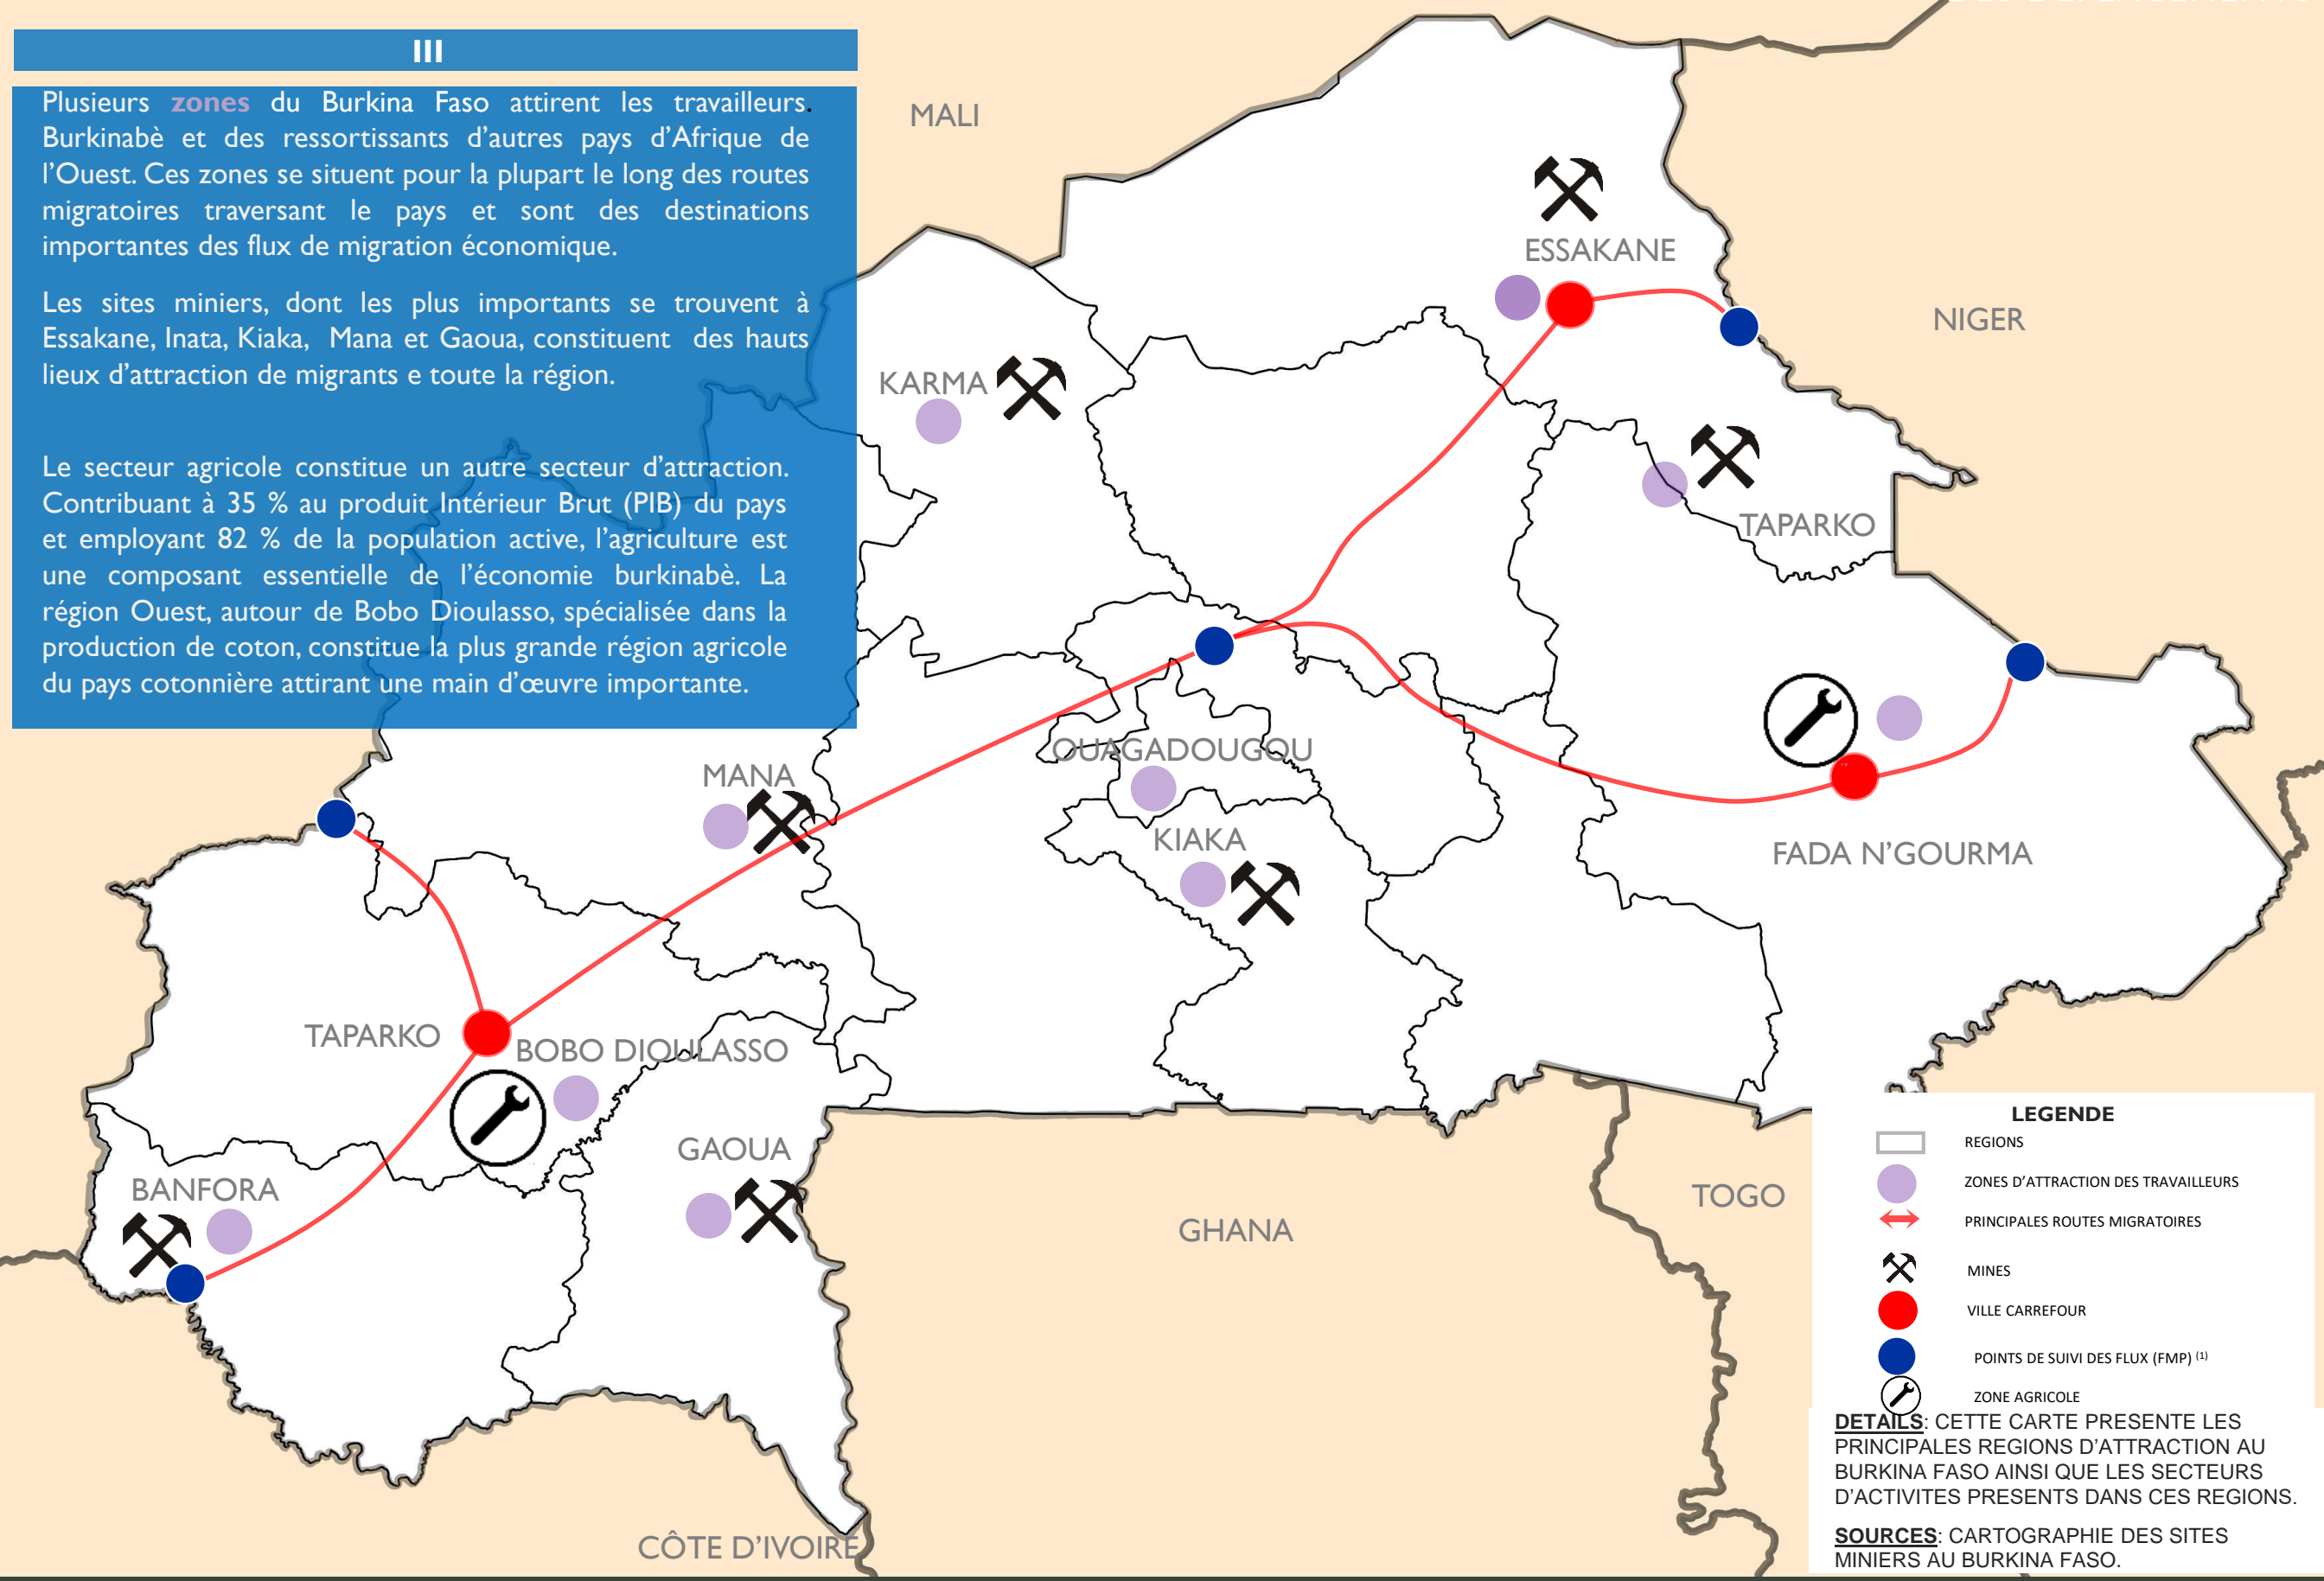 III
Plusieurs zones du Burkina Faso attirent les travailleurs.
Burkinabè et des ressortissants d'autres pays d'Afrique de
l'Ouest. Ces zones se situent pour la plupart le long des routes
migratoires traversant le pays et sont des destinations
importantes des flux de migration économique.
Les sites miniers, dont les plus importants se trouvent à
Essakane, Inata, Kiaka, Mana et Gaoua, constituent des hauts
lieux d'attraction de migrants e toute la région.
Le secteur agricole constitue un autre secteur d'attraction.
Contribuant à 35 % au produit Intérieur Brut (PIB) du pays
et employant 82 % de la population active, l'agriculture est
une composant essentielle de l'économie burkinabè. La
région Ouest, autour de Bobo Dioulasso, spécialisée dans la
production de coton, constitue la plus grande région agricole
du pays cotonnière attirant une main d'œuvre importante.
MALI
ESSAKANE
NIGER
KARMA
TAPARKO
OUAGADOUGOU
MANA
KIAKA
FADA N'GOURMA
TAPARKO
BOBO DIOULASSO
GAOUA
BANFORA
TOGO
GHANA
CÔTE D'IVOIRE
LEGENDE
REGIONS
ZONES D'ATTRACTION DES TRAVAILLEURS
PRINCIPALES ROUTES MIGRATOIRES
MINES
VILLE CARREFOUR
POINTS DE SUIVI DES FLUX (FMP) (1)
ZONE AGRICOLE
DETAILS: CETTE CARTE PRESENTE LES
PRINCIPALES REGIONS D'ATTRACTION AU
BURKINA FASO AINSI QUE LES SECTEURS
D'ACTIVITES PRESENTS DANS CES REGIONS.
SOURCES: CARTOGRAPHIE DES SITES
MINIERS AU BURKINA FASO.